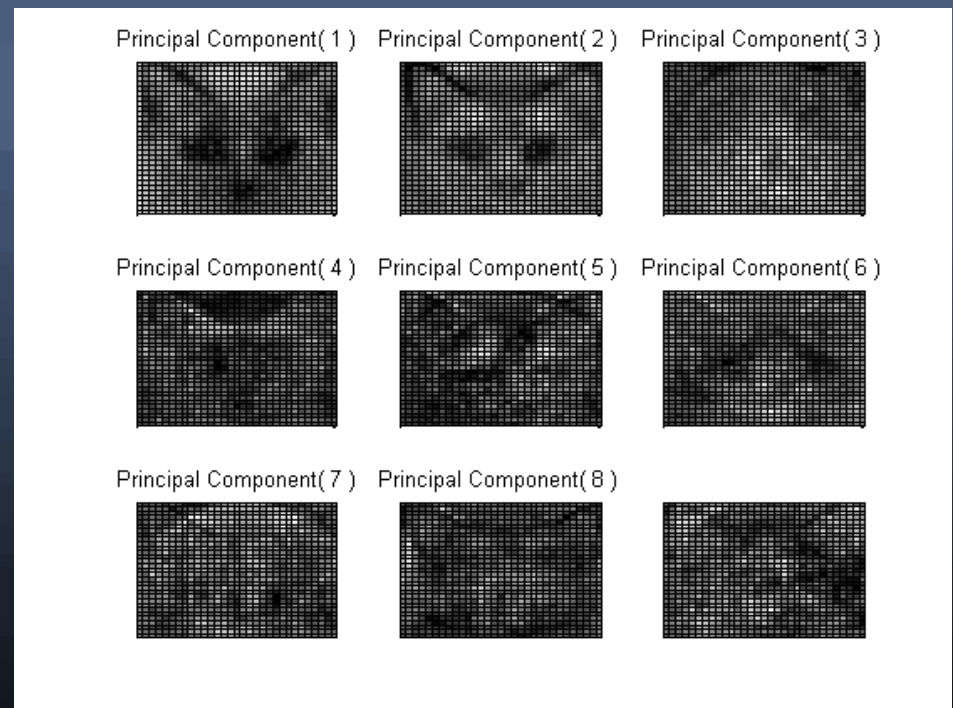 Principal Component( 1 ) Principal Component( 2 ) Principal Component( 3 )
Principal Component( 4 ) Principal Component( 5 ) Principal Component( 6 )
Principal Component( 7 ) Principal Component( 8 )